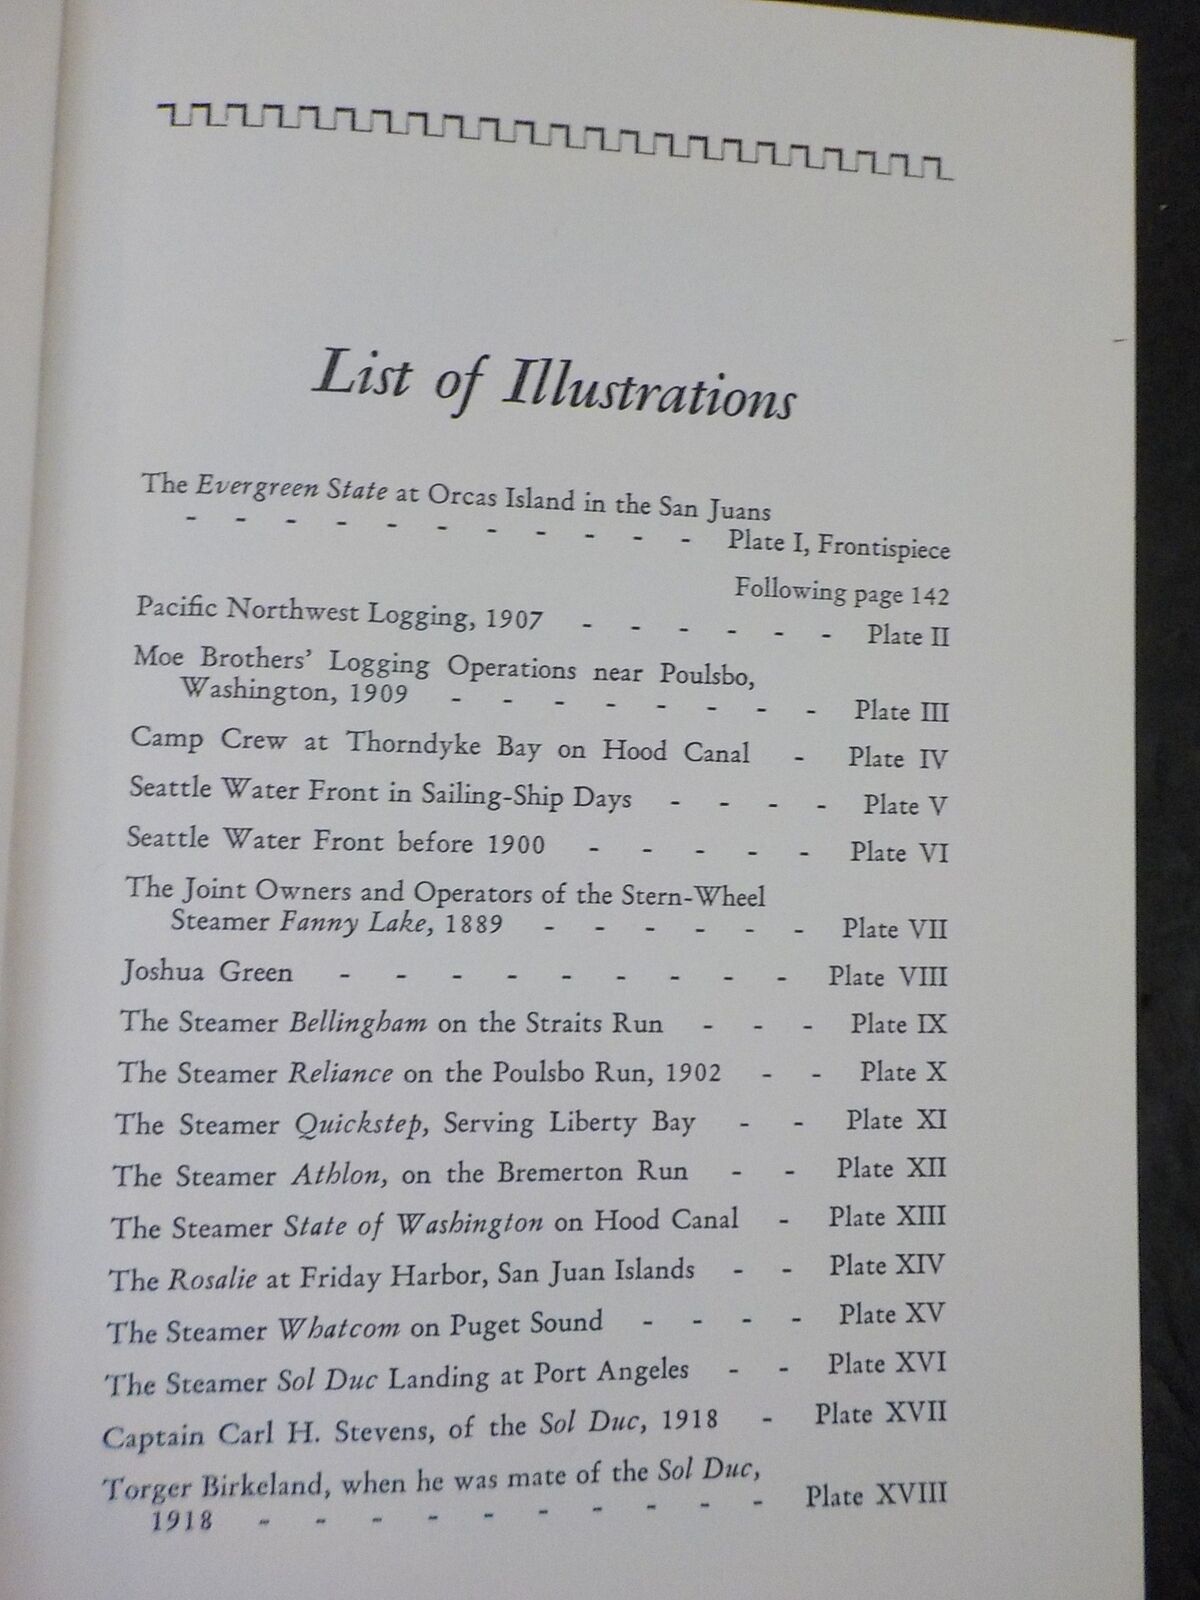 List of Illustrations
The Evergreen State at Orcas Island in the San Juans
- - - - - - - - - - - Plate I, Frontispiece
Following page 142
Pacific Northwest Logging, 1907 - - - - - - Plate II
Moe Brothers' Logging Operations near Poulsbo,
Washington, 1909 - - - - - - - - Plate III
Camp Crew at Thorndyke Bay on Hood Canal - Plate IV
Seattle Water Front in Sailing-Ship Days - - - - Plate V
Seattle Water Front before 1900 - - - - - Plate VI
The Joint Owners and Operators of the Stern-Wheel
Steamer Fanny Lake, 1889 - - - - - - Plate VII
Joshua Green - - - - - - - - - Plate VIII
The Steamer Bellingham on the Straits Run - - - Plate IX
The Steamer Reliance on the Poulsbo Run, 1902 - - Plate X
The Steamer Quickstep, Serving Liberty Bay - - Plate XI
The Steamer Athlon, on the Bremerton Run - - Plate XII
The Steamer State of Washington on Hood Canal - Plate XIII
The Rosalie at Friday Harbor, San Juan Islands - - Plate XIV
The Steamer Whatcom on Puget Sound - - - - Plate XV
The Steamer Sol Duc Landing at Port Angeles - - Plate XVI
Captain Carl H. Stevens, of the Sol Duc, 1918 - Plate XVII
Torger Birkeland, when he was mate of the Sol Duc,
1918 - - - - - - - - - - Plate XVIII